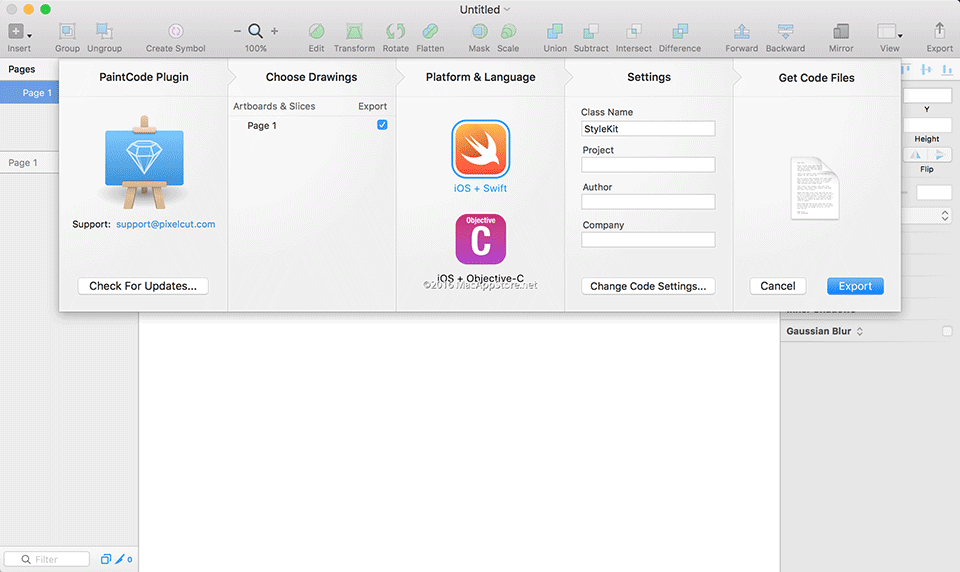 Untitled
Insert
Group
Ungroup
Create Symbol
100%
Edit
Transform
Rotate
Flatten
Mask
Scale
Union
Subtract
Intersect
Difference
Forward
Backward
Mirror
View
Export
Pages
Page 1
Page 1
PaintCode Plugin
Support: support@pixelcut.com
Check For Updates...
Choose Drawings
Artboards & Slices Export
Page 1
Platform & Language
iOS + Swift
Objective
C
iOS + Objective-C
©2016 MacAppStore.net
Settings
Class Name
StyleKit
Project
Author
Company
Change Code Settings...
Get Code Files
Cancel
Export
Y
Height
Flip
Gaussian Blur
Filter
0